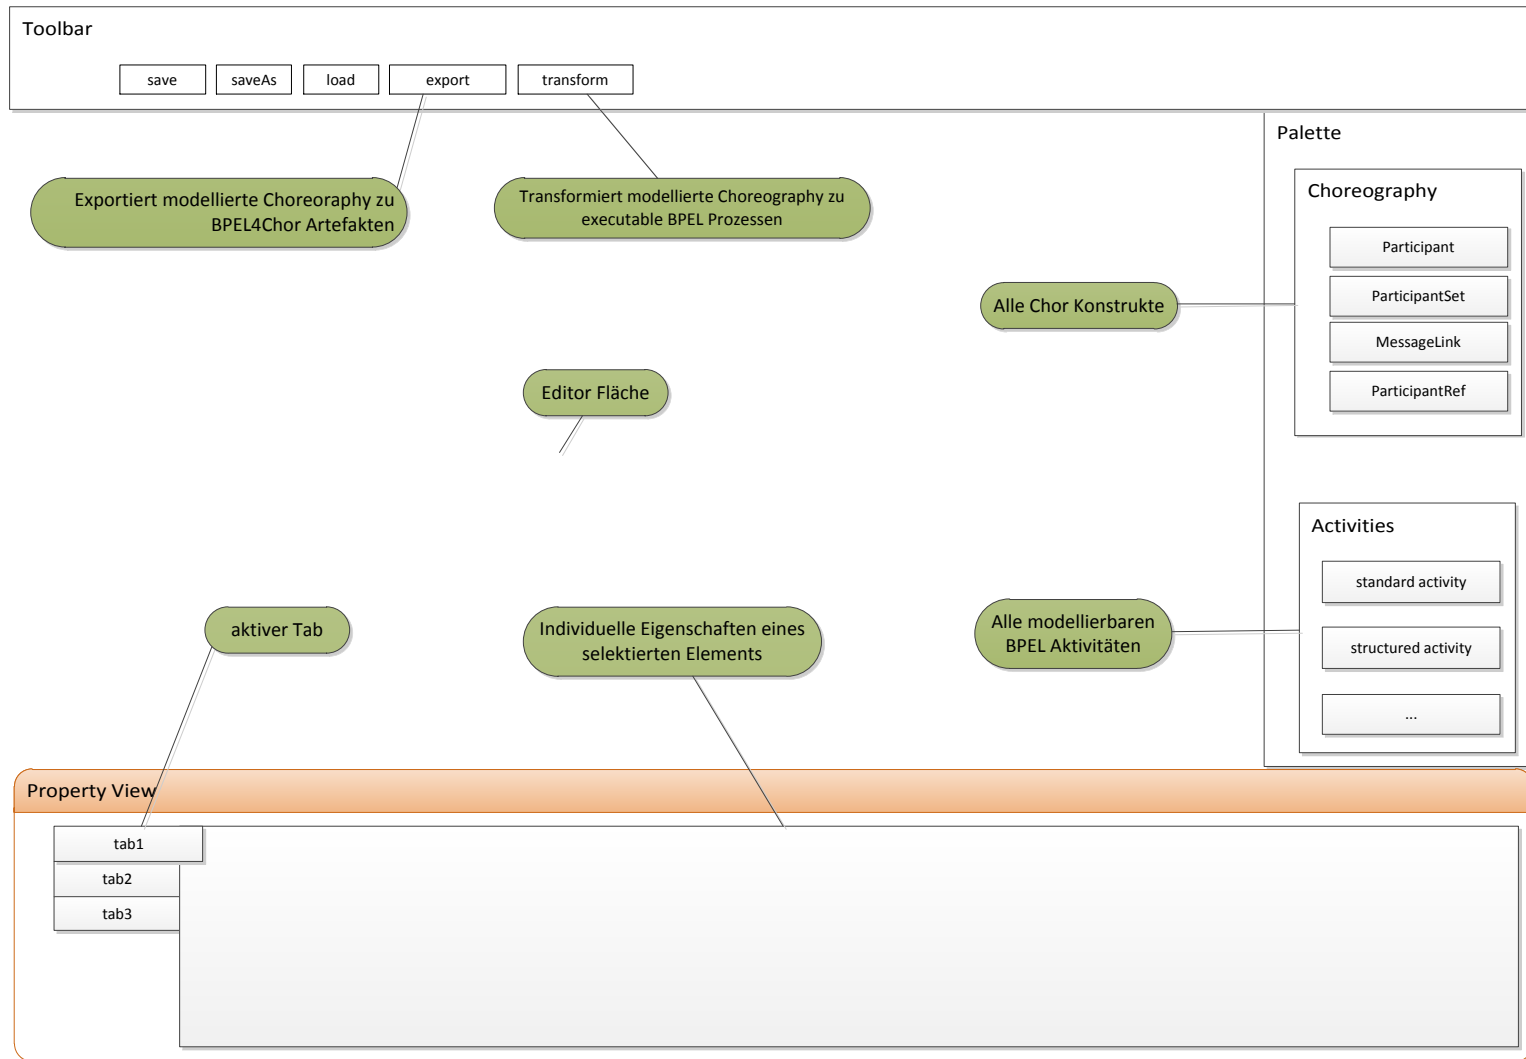 Toolbar
save
saveAs
load
export
transform
Exportiert modellierte Choreoraphy zu
BPEL4Chor Artefakten
Transformiert modellierte Choreography zu
executable BPEL Prozessen
Palette
Choreography
Participant
ParticipantSet
MessageLink
ParticipantRef
Alle Chor Konstrukte
Editor Fläche
Activities
standard activity
structured activity
...
aktiver Tab
Individuelle Eigenschaften eines
selektierten Elements
Alle modellierbaren
BPEL Aktivitäten
Property View
tab1
tab2
tab3